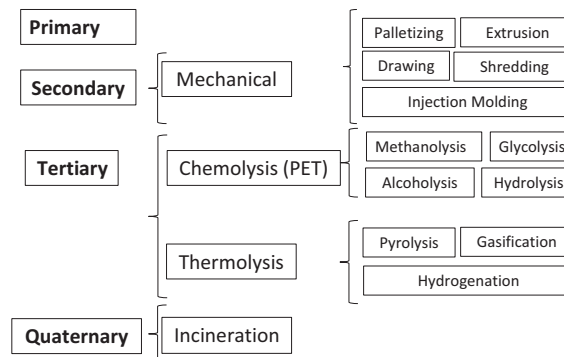 Primary
Palletizing
Extrusion
Drawing
Shredding
Secondary
Mechanical
Injection Molding
Methanolysis
Glycolysis
Tertiary
Chemolysis (PET)
Alcoholysis
Hydrolysis
Pyrolysis
Gasification
Thermolysis
Hydrogenation
Quaternary
Incineration